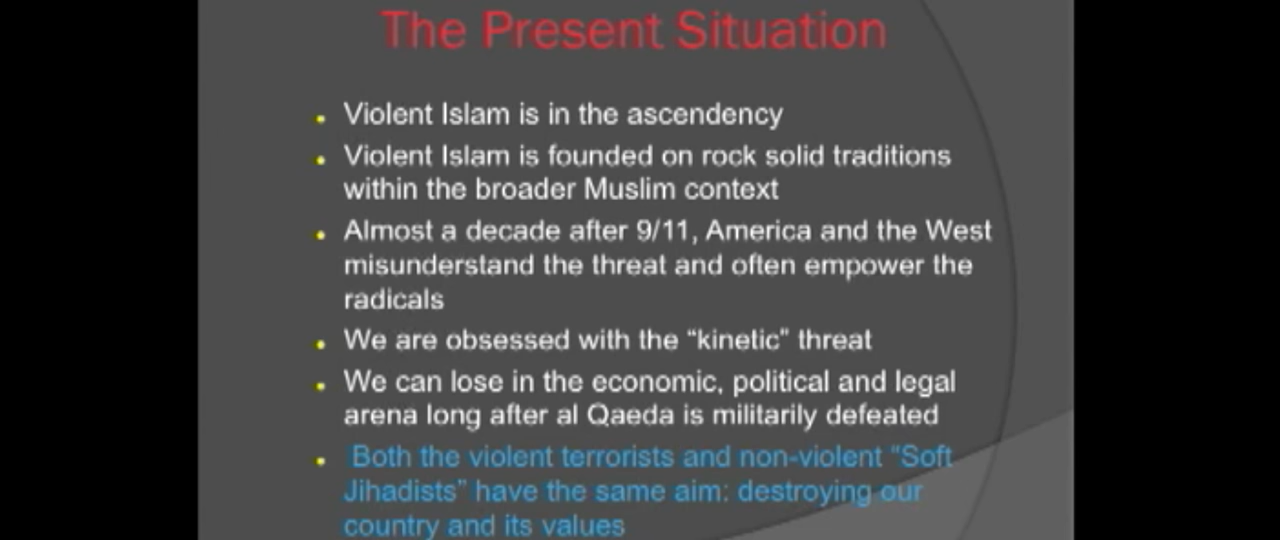 The Present Situation
Violent Islam is in the ascendency
Violent Islam is founded on rock solid traditions
within the broader Muslim context
Almost a decade after 9/11, America and the West
misunderstand the threat and often empower the
radicals
We are obsessed with the “kinetic” threat
We can lose in the economic, political and legal
arena long after al Qaeda is militarily defeated
Both the violent terrorists and non-violent “Soft
Jihadists” have the same aim: destroying our
country and its values